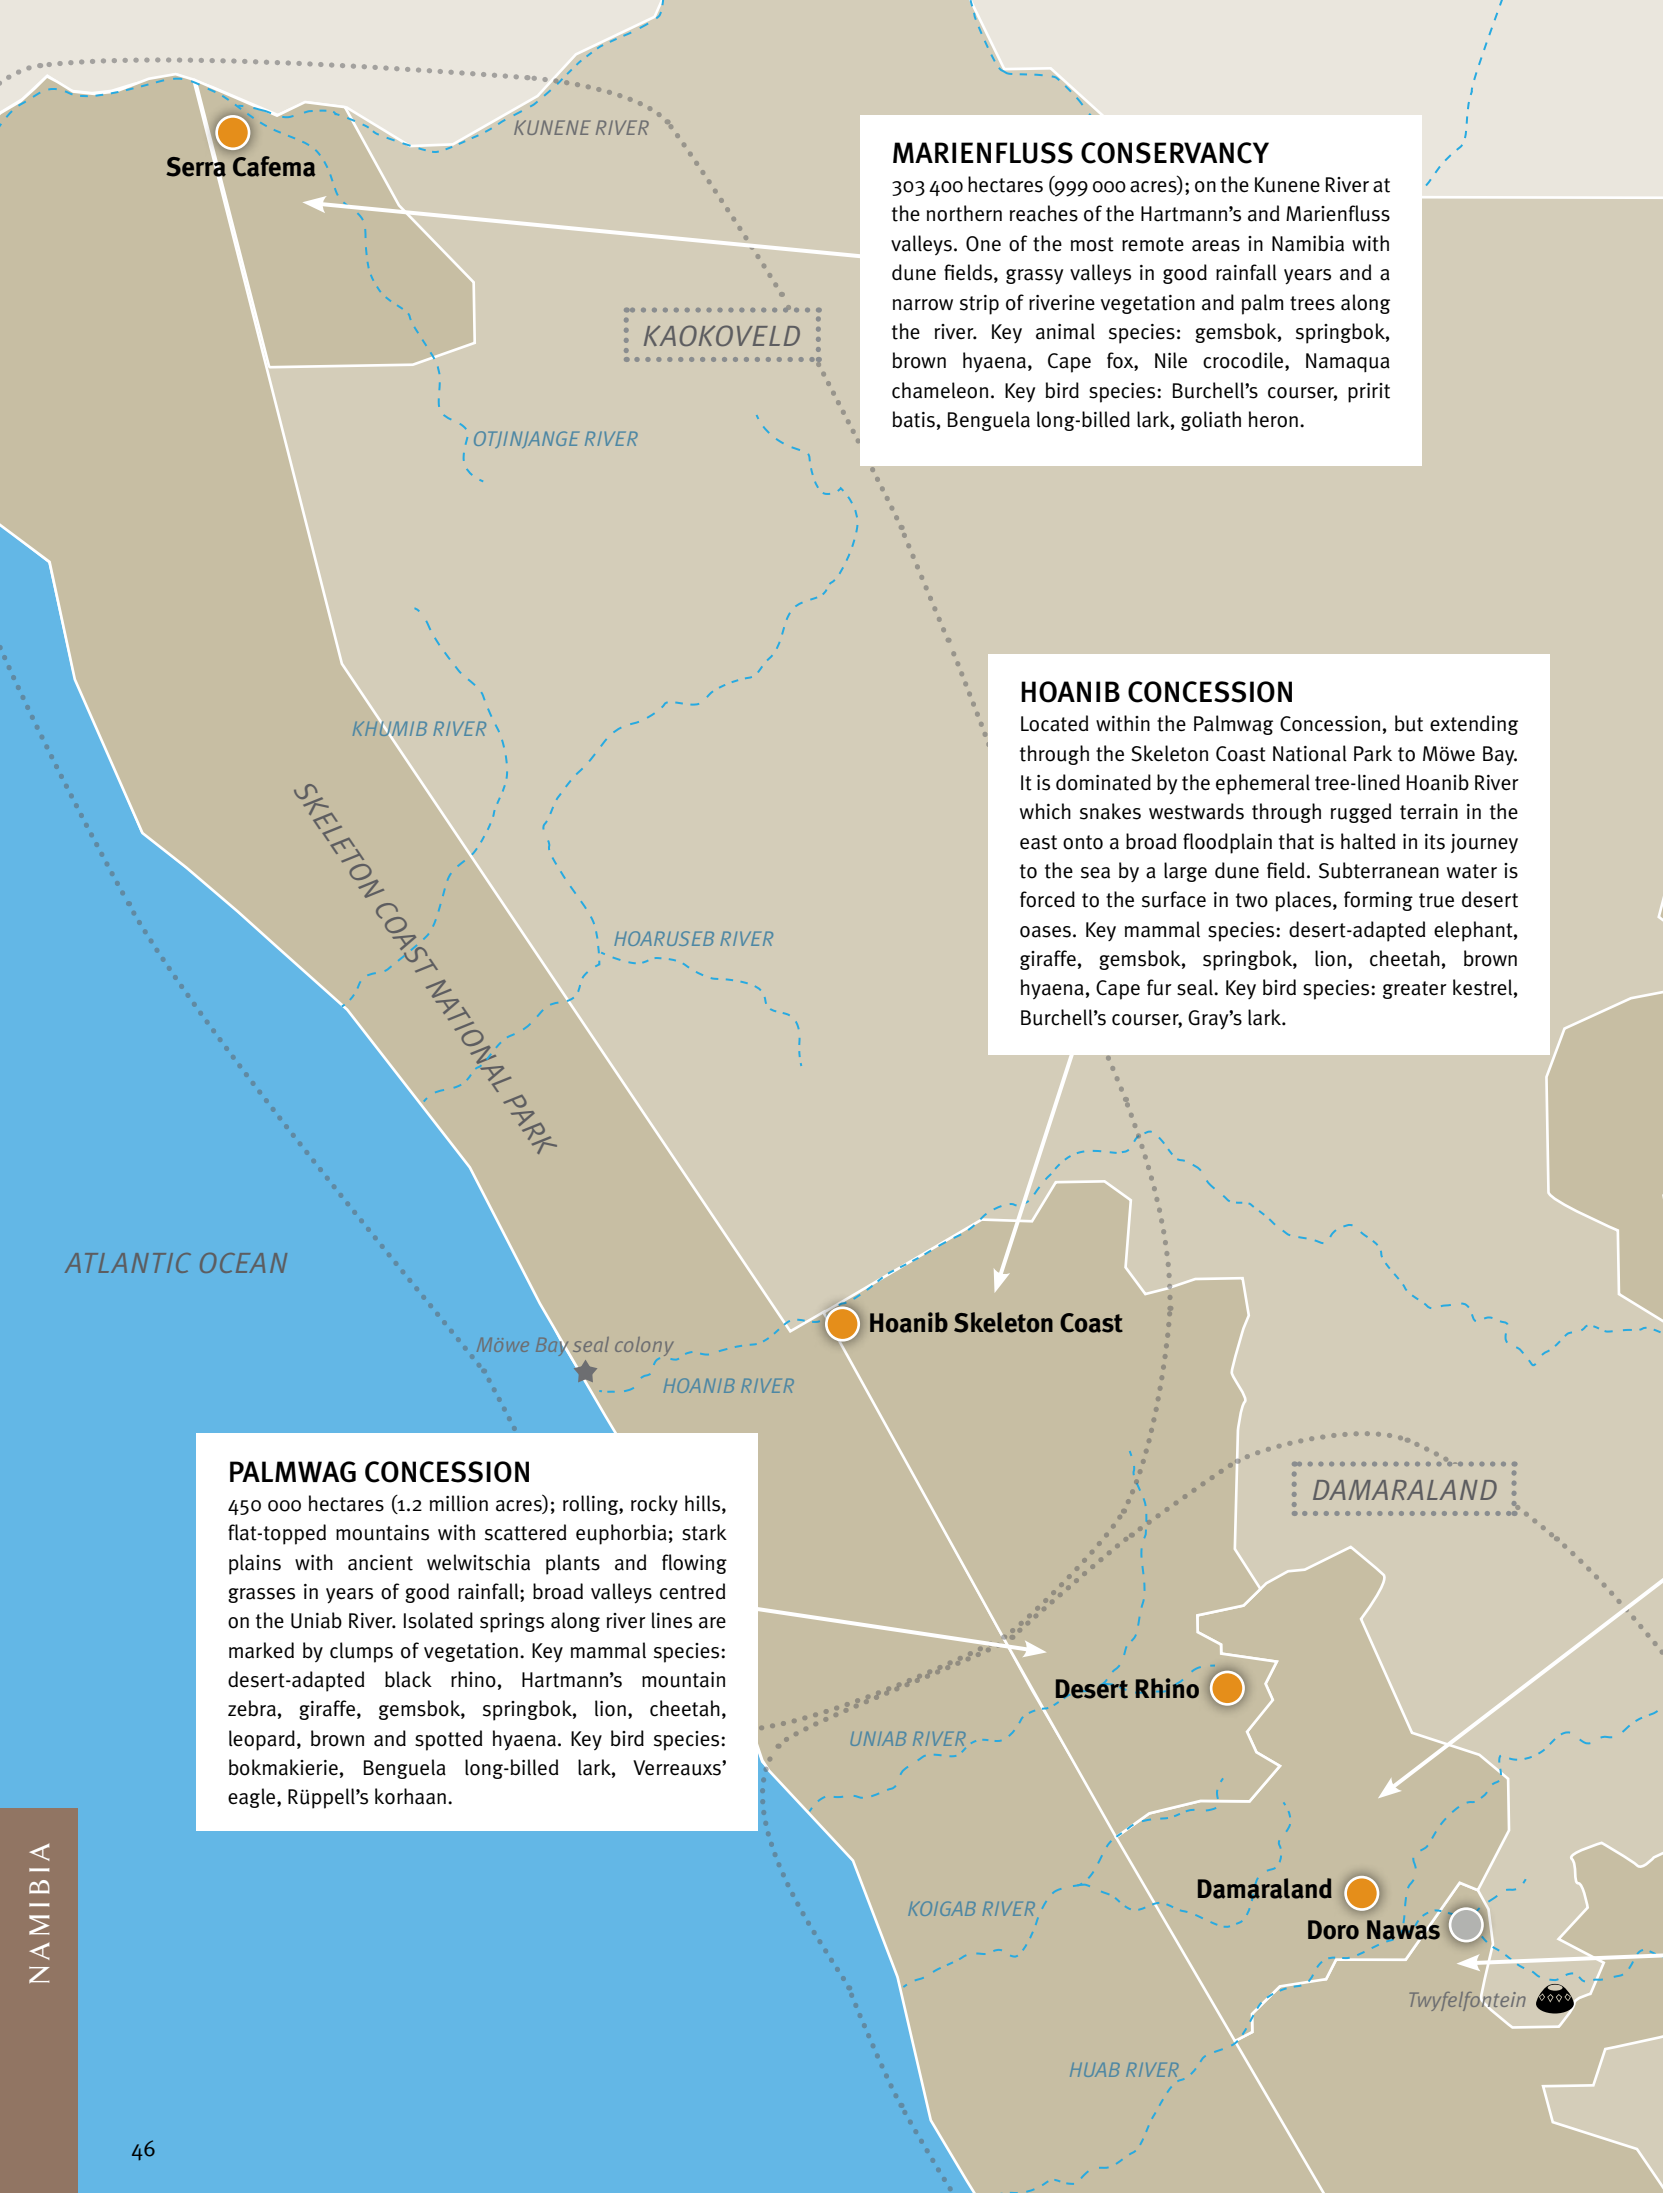 KUNENE RIVER
Serra Cafema
MARIENFLUSS CONSERVANCY
303 400 hectares (999 000 acres); on the Kunene River at
the northern reaches of the Hartmann’s and Marienfluss
valleys. One of the most remote areas in Namibia with
dune fields, grassy valleys in good rainfall years and a
narrow strip of riverine vegetation and palm trees along
the river. Key animal species: gemsbok, springbok,
brown hyaena, Cape fox, Nile crocodile, Namaqua
chameleon. Key bird species: Burchell’s courser, pririt
batis, Benguela long-billed lark, goliath heron.
KAOKOVELD
OTJINJANGE RIVER
HOANIB CONCESSION
Located within the Palmwag Concession, but extending
through the Skeleton Coast National Park to Möwe Bay.
It is dominated by the ephemeral tree-lined Hoanib River
which snakes westwards through rugged terrain in the
east onto a broad floodplain that is halted in its journey
to the sea by a large dune field. Subterranean water is
forced to the surface in two places, forming true desert
oases. Key mammal species: desert-adapted elephant,
giraffe, gemsbok, springbok, lion, cheetah, brown
hyaena, Cape fur seal. Key bird species: greater kestrel,
Burchell’s courser, Gray’s lark.
KHUMIB RIVER
SKELETON COAST NATIONAL PARK
HOARUSEB RIVER
ATLANTIC OCEAN
Hoanib Skeleton Coast
Möwe Bay seal colony
HOANIB RIVER
PALMWAG CONCESSION
450 000 hectares (1.2 million acres); rolling, rocky hills,
flat-topped mountains with scattered euphorbia; stark
plains with ancient welwitschia plants and flowing
grasses in years of good rainfall; broad valleys centred
on the Uniab River. Isolated springs along river lines are
marked by clumps of vegetation. Key mammal species:
desert-adapted black rhino, Hartmann’s mountain
zebra, giraffe, gemsbok, springbok, lion, cheetah,
leopard, brown and spotted hyaena. Key bird species:
bokmakierie, Benguela long-billed lark, Verreauxs’
eagle, Rüppell’s korhaan.
DAMARALAND
Desert Rhino
UNIAB RIVER
Damaraland
KOIGAB RIVER
Doro Nawas
Twyfelfontein
HUAB RIVER
NAMIBIA
46